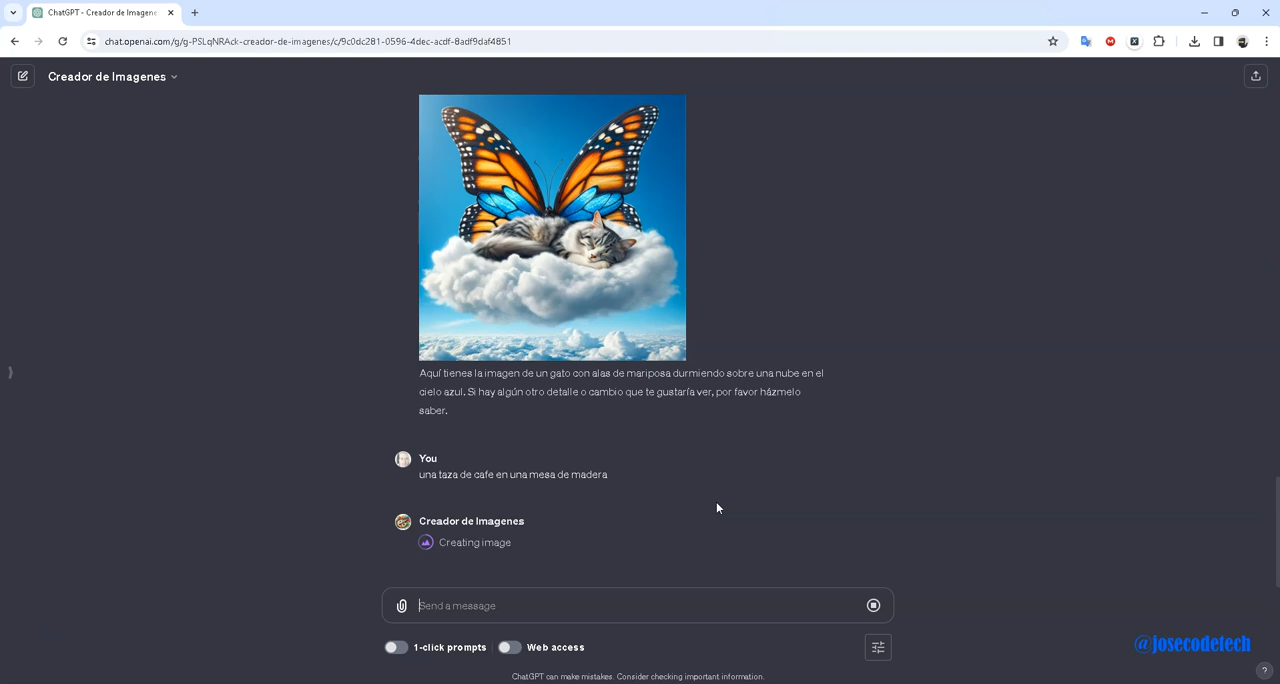 ChatGPT - Creador de Imagene
chat.openai.com/g/g-PSLqNRAck-creador-de-imagenes/c/9c0dc281-0596-4dec-acdf-8adf9daf4851
Creador de Imagenes
Aquí tienes la imagen de un gato con alas de mariposa durmiendo sobre una nube en el
cielo azul. Si hay algún otro detalle o cambio que te gustaría ver, por favor házmelo
saber.
You
una taza de cafe en una mesa de madera
Creador de Imagenes
Creating image
Send a message
1-click prompts Web access
@josecodetech
ChatGPT can make mistakes. Consider checking important information.
?